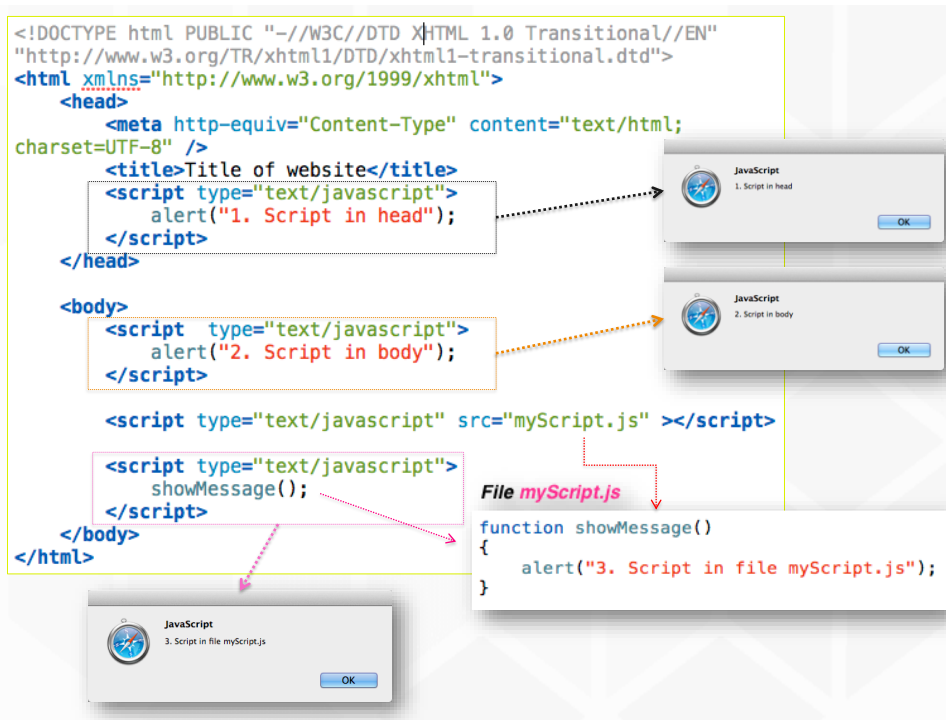 <!DOCTYPE html PUBLIC "-//W3C//DTD XHTML 1.0 Transitional//EN"
"http://www.w3.org/TR/xhtml1/DTD/xhtml1-transitional.dtd">
<html xmlns="http://www.w3.org/1999/xhtml">
<head>
<meta http-equiv="Content-Type" content="text/html;
charset=UTF-8" />
<title>Title of website</title>
<script type="text/javascript">
alert("1. Script in head");
</script>
</head>
<body>
<script  type="text/javascript">
alert("2. Script in body");
</script>
<script type="text/javascript" src="myScript.js" ></script>
<script type="text/javascript">
showMessage();
</script>
</body>
</html>
JavaScript
1. Script in head
OK
JavaScript
2. Script in body
OK
File myScript.js
function showMessage()
{
alert("3. Script in file myScript.js");
}
JavaScript
3. Script in file myScript.js
OK